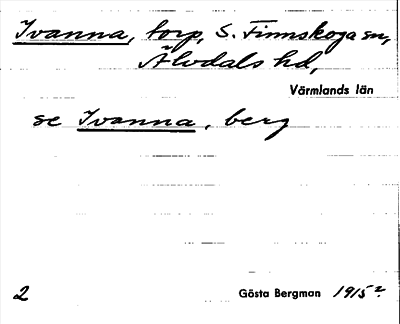 Ivanna, torp, S. Finnskoga sn,
Älvdals hd,
Värmlands län
se Ivanna, berg
2 Gösta Bergman 1915?